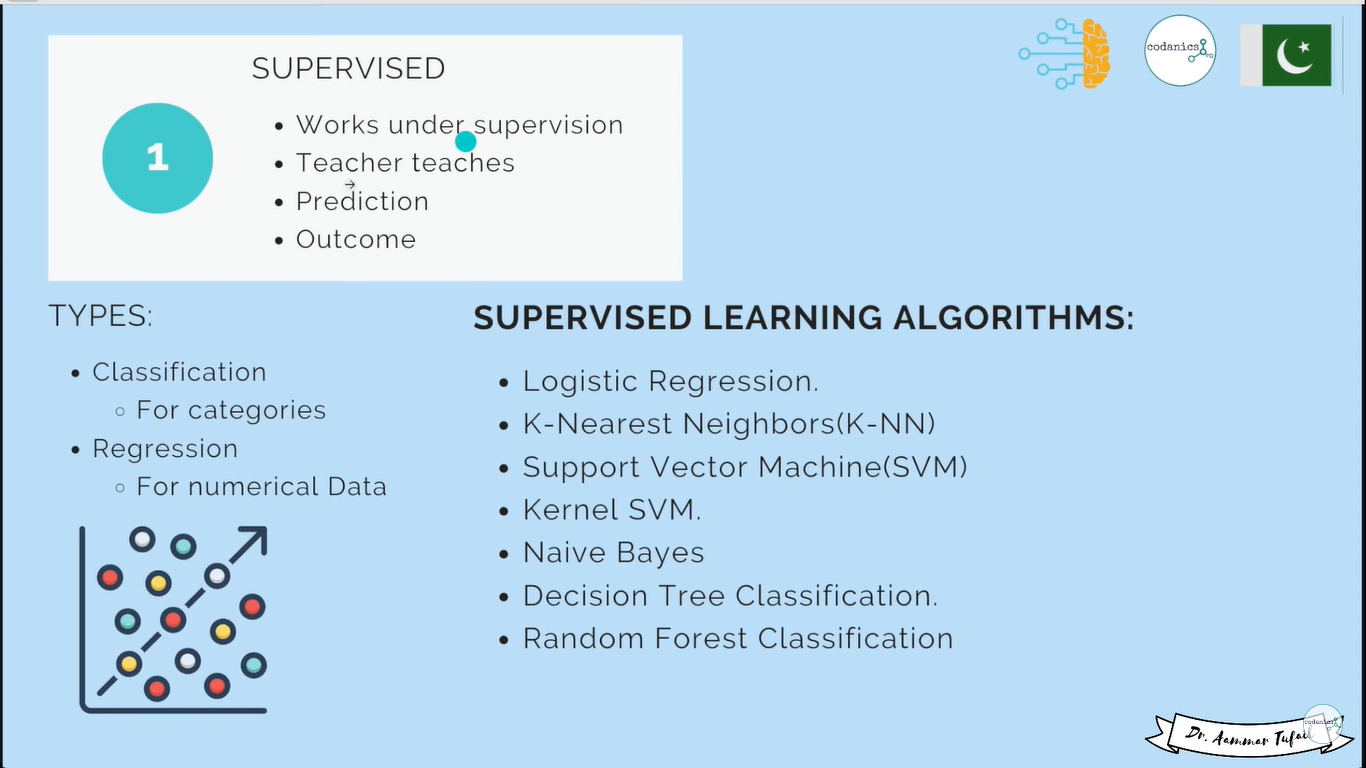 SUPERVISED
1
Works under supervision
Teacher teaches
Prediction
Outcome
codanics
TYPES:
Classification
For categories
Regression
For numerical Data
SUPERVISED LEARNING ALGORITHMS:
Logistic Regression.
K-Nearest Neighbors(K-NN)
Support Vector Machine(SVM)
Kernel SVM.
Naive Bayes
Decision Tree Classification.
Random Forest Classification
codanics
Dr. Aammar